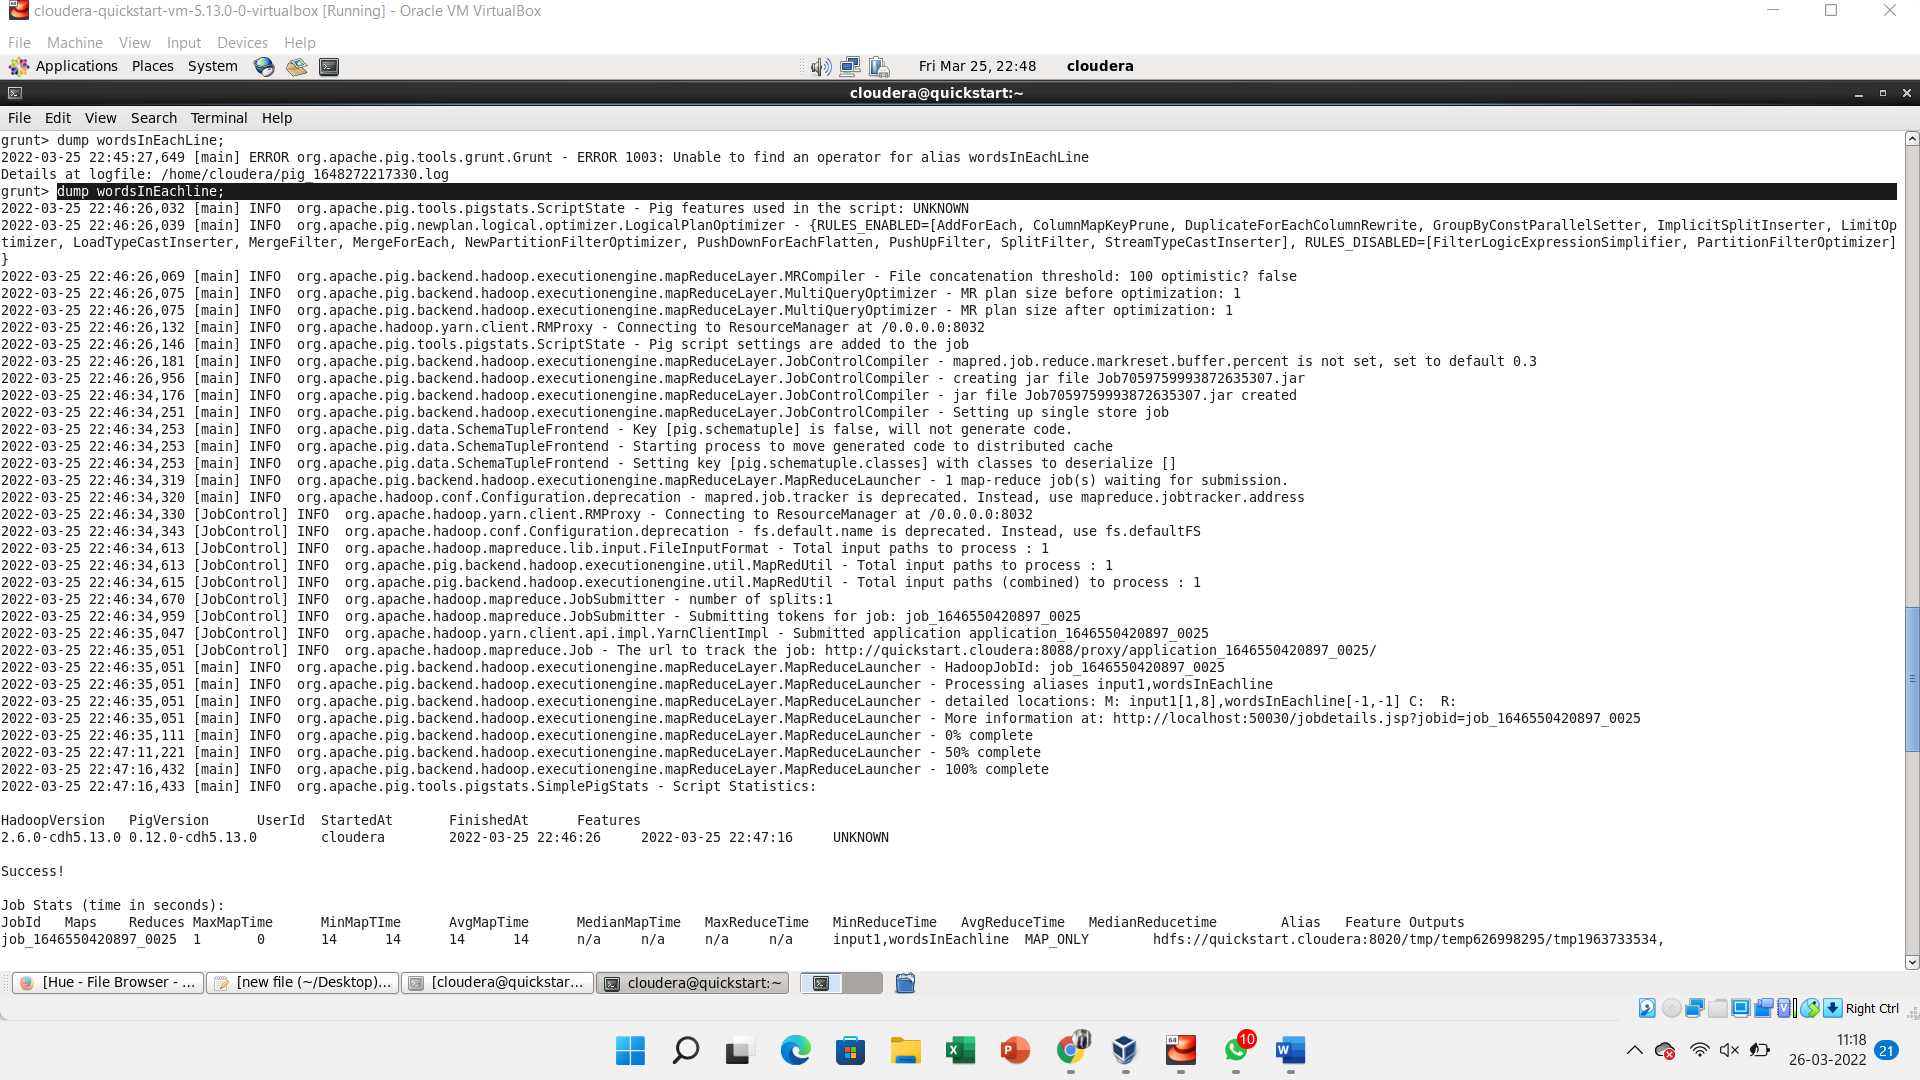 cloudera-quickstart-vm-5.13.0-0-virtualbox [Running] - Oracle VM VirtualBox
File Machine View Input Devices Help
Applications Places System Fri Mar 25, 22:48 cloudera
cloudera@quickstart:~
File Edit View Search Terminal Help
grunt> dump wordsInEachLine;
2022-03-25 22:45:27,649 [main] ERROR org.apache.pig.tools.grunt.Grunt - ERROR 1003: Unable to find an operator for alias wordsInEachLine
Details at logfile: /home/cloudera/pig_1648272217330.log
grunt> dump wordsInEachline;
2022-03-25 22:46:26,032 [main] INFO  org.apache.pig.tools.pigstats.ScriptState - Pig features used in the script: UNKNOWN
2022-03-25 22:46:26,039 [main] INFO  org.apache.pig.newplan.logical.optimizer.LogicalPlanOptimizer - {RULES_ENABLED=[AddForEach, ColumnMapKeyPrune, DuplicateForEachColumnRewrite, GroupByConstParallelSetter, ImplicitSplitInserter, LimitOp
timizer, LoadTypeCastInserter, MergeFilter, MergeForEach, NewPartitionFilterOptimizer, PushDownForEachFlatten, PushUpFilter, SplitFilter, StreamTypeCastInserter], RULES_DISABLED=[FilterLogicExpressionSimplifier, PartitionFilterOptimizer]
}
2022-03-25 22:46:26,069 [main] INFO  org.apache.pig.backend.hadoop.executionengine.mapReduceLayer.MRCompiler - File concatenation threshold: 100 optimistic? false
2022-03-25 22:46:26,075 [main] INFO  org.apache.pig.backend.hadoop.executionengine.mapReduceLayer.MultiQueryOptimizer - MR plan size before optimization: 1
2022-03-25 22:46:26,075 [main] INFO  org.apache.pig.backend.hadoop.executionengine.mapReduceLayer.MultiQueryOptimizer - MR plan size after optimization: 1
2022-03-25 22:46:26,132 [main] INFO  org.apache.hadoop.yarn.client.RMProxy - Connecting to ResourceManager at /0.0.0.0:8032
2022-03-25 22:46:26,146 [main] INFO  org.apache.pig.tools.pigstats.ScriptState - Pig script settings are added to the job
2022-03-25 22:46:26,181 [main] INFO  org.apache.pig.backend.hadoop.executionengine.mapReduceLayer.JobControlCompiler - mapred.job.reduce.markreset.buffer.percent is not set, set to default 0.3
2022-03-25 22:46:26,956 [main] INFO  org.apache.pig.backend.hadoop.executionengine.mapReduceLayer.JobControlCompiler - creating jar file Job7059759993872635307.jar
2022-03-25 22:46:34,176 [main] INFO  org.apache.pig.backend.hadoop.executionengine.mapReduceLayer.JobControlCompiler - jar file Job7059759993872635307.jar created
2022-03-25 22:46:34,251 [main] INFO  org.apache.pig.backend.hadoop.executionengine.mapReduceLayer.JobControlCompiler - Setting up single store job
2022-03-25 22:46:34,253 [main] INFO  org.apache.pig.data.SchemaTupleFrontend - Key [pig.schematuple] is false, will not generate code.
2022-03-25 22:46:34,253 [main] INFO  org.apache.pig.data.SchemaTupleFrontend - Starting process to move generated code to distributed cache
2022-03-25 22:46:34,253 [main] INFO  org.apache.pig.data.SchemaTupleFrontend - Setting key [pig.schematuple.classes] with classes to deserialize []
2022-03-25 22:46:34,319 [main] INFO  org.apache.pig.backend.hadoop.executionengine.mapReduceLayer.MapReduceLauncher - 1 map-reduce job(s) waiting for submission.
2022-03-25 22:46:34,320 [main] INFO  org.apache.hadoop.conf.Configuration.deprecation - mapred.job.tracker is deprecated. Instead, use mapreduce.jobtracker.address
2022-03-25 22:46:34,330 [JobControl] INFO  org.apache.hadoop.yarn.client.RMProxy - Connecting to ResourceManager at /0.0.0.0:8032
2022-03-25 22:46:34,343 [JobControl] INFO  org.apache.hadoop.conf.Configuration.deprecation - fs.default.name is deprecated. Instead, use fs.defaultFS
2022-03-25 22:46:34,613 [JobControl] INFO  org.apache.hadoop.mapreduce.lib.input.FileInputFormat - Total input paths to process : 1
2022-03-25 22:46:34,613 [JobControl] INFO  org.apache.pig.backend.hadoop.executionengine.util.MapRedUtil - Total input paths to process : 1
2022-03-25 22:46:34,615 [JobControl] INFO  org.apache.pig.backend.hadoop.executionengine.util.MapRedUtil - Total input paths (combined) to process : 1
2022-03-25 22:46:34,670 [JobControl] INFO  org.apache.hadoop.mapreduce.JobSubmitter - number of splits:1
2022-03-25 22:46:34,959 [JobControl] INFO  org.apache.hadoop.mapreduce.JobSubmitter - Submitting tokens for job: job_1646550420897_0025
2022-03-25 22:46:35,047 [JobControl] INFO  org.apache.hadoop.yarn.client.api.impl.YarnClientImpl - Submitted application application_1646550420897_0025
2022-03-25 22:46:35,051 [JobControl] INFO  org.apache.hadoop.mapreduce.Job - The url to track the job: http://quickstart.cloudera:8088/proxy/application_1646550420897_0025/
2022-03-25 22:46:35,051 [main] INFO  org.apache.pig.backend.hadoop.executionengine.mapReduceLayer.MapReduceLauncher - HadoopJobId: job_1646550420897_0025
2022-03-25 22:46:35,051 [main] INFO  org.apache.pig.backend.hadoop.executionengine.mapReduceLayer.MapReduceLauncher - Processing aliases input1,wordsInEachline
2022-03-25 22:46:35,051 [main] INFO  org.apache.pig.backend.hadoop.executionengine.mapReduceLayer.MapReduceLauncher - detailed locations: M: input1[1,8],wordsInEachline[-1,-1] C:  R:
2022-03-25 22:46:35,051 [main] INFO  org.apache.pig.backend.hadoop.executionengine.mapReduceLayer.MapReduceLauncher - More information at: http://localhost:50030/jobdetails.jsp?jobid=job_1646550420897_0025
2022-03-25 22:46:35,111 [main] INFO  org.apache.pig.backend.hadoop.executionengine.mapReduceLayer.MapReduceLauncher - 0% complete
2022-03-25 22:47:11,221 [main] INFO  org.apache.pig.backend.hadoop.executionengine.mapReduceLayer.MapReduceLauncher - 50% complete
2022-03-25 22:47:16,432 [main] INFO  org.apache.pig.backend.hadoop.executionengine.mapReduceLayer.MapReduceLauncher - 100% complete
2022-03-25 22:47:16,433 [main] INFO  org.apache.pig.tools.pigstats.SimplePigStats - Script Statistics:
HadoopVersion PigVersion UserId StartedAt FinishedAt Features
2.6.0-cdh5.13.0 0.12.0-cdh5.13.0 cloudera 2022-03-25 22:46:26 2022-03-25 22:47:16 UNKNOWN
Success!
Job Stats (time in seconds):
JobId Maps Reduces MaxMapTime MinMapTIme AvgMapTime MedianMapTime MaxReduceTime MinReduceTime AvgReduceTime MedianReducetime Alias Feature Outputs
job_1646550420897_0025 1 0 14 14 14 14 n/a n/a n/a n/a input1,wordsInEachline MAP_ONLY hdfs://quickstart.cloudera:8020/tmp/temp626998295/tmp1963733534,
[Hue - File Browser - ... [new file (~/Desktop)... [cloudera@quickstar... cloudera@quickstart:~
Right Ctrl
10
11:18
26-03-2022 21